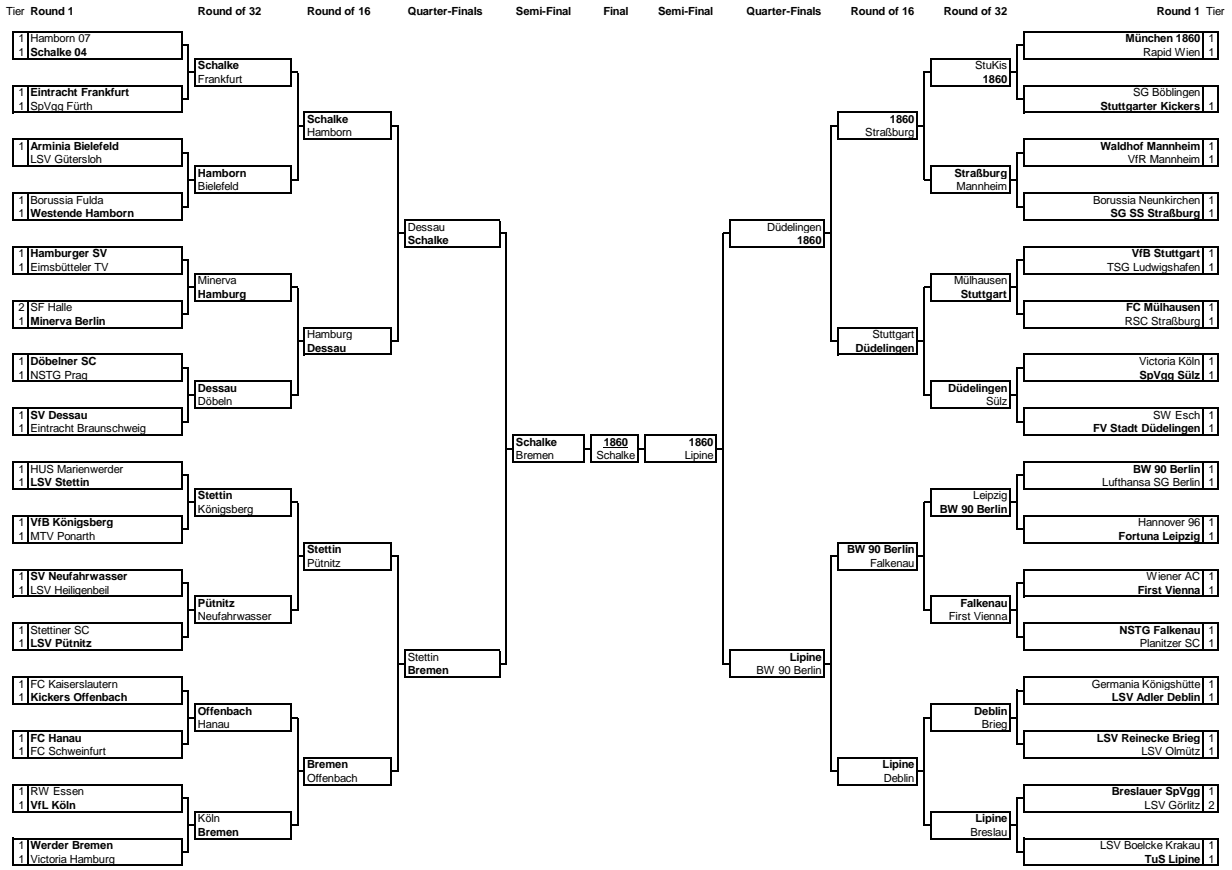 Tier Round 1 Round of 32 Round of 16 Quarter-Finals Semi-Final Final Semi-Final Quarter-Finals Round of 16 Round of 32 Round 1 Tier
1 Hamborn 07
1 Schalke 04
1 Eintracht Frankfurt
1 SpVgg Fürth
1 Arminia Bielefeld
LSV Gütersloh
1 Borussia Fulda
1 Westende Hamborn
1 Hamburger SV
1 Eimsbütteler TV
2 SF Halle
1 Minerva Berlin
1 Döbelner SC
1 NSTG Prag
1 SV Dessau
1 Eintracht Braunschweig
1 HUS Marienwerder
1 LSV Stettin
1 VfB Königsberg
1 MTV Ponarth
1 SV Neufahrwasser
1 LSV Heiligenbeil
1 Stettiner SC
1 LSV Pütnitz
1 FC Kaiserslautern
1 Kickers Offenbach
1 FC Hanau
1 FC Schweinfurt
1 RW Essen
1 VfL Köln
1 Werder Bremen
1 Victoria Hamburg
Schalke
Frankfurt
Hamborn
Bielefeld
Minerva
Hamburg
Dessau
Döbeln
Stettin
Königsberg
Pütnitz
Neufahrwasser
Offenbach
Hanau
Köln
Bremen
Schalke
Hamborn
Hamburg
Dessau
Stettin
Pütnitz
Bremen
Offenbach
Dessau
Schalke
Stettin
Bremen
Schalke
Bremen
1860
Schalke
1860
Lipine
Düdelingen
1860
Lipine
BW 90 Berlin
1860
Straßburg
Stuttgart
Düdelingen
BW 90 Berlin
Falkenau
Lipine
Deblin
StuKis
1860
Straßburg
Mannheim
Mülhausen
Stuttgart
Düdelingen
Sülz
Leipzig
BW 90 Berlin
Falkenau
First Vienna
Deblin
Brieg
Lipine
Breslau
München 1860 1
Rapid Wien 1
SG Böblingen
Stuttgarter Kickers 1
Waldhof Mannheim 1
VfR Mannheim 1
Borussia Neunkirchen 1
SG SS Straßburg 1
VfB Stuttgart 1
TSG Ludwigshafen 1
FC Mülhausen 1
RSC Straßburg 1
Victoria Köln 1
SpVgg Sülz 1
SW Esch 1
FV Stadt Düdelingen 1
BW 90 Berlin 1
Lufthansa SG Berlin 1
Hannover 96 1
Fortuna Leipzig 1
Wiener AC 1
First Vienna 1
NSTG Falkenau 1
Planitzer SC 1
Germania Königshütte 1
LSV Adler Deblin 1
LSV Reinecke Brieg 1
LSV Olmütz 1
Breslauer SpVgg 1
LSV Görlitz 2
LSV Boelcke Krakau 1
TuS Lipine 1